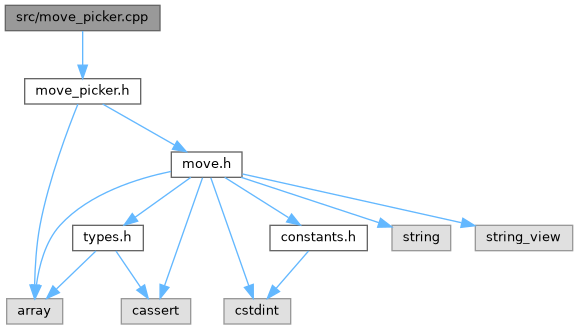 src/move_picker.cpp
move_picker.h
move.h
types.h
constants.h
string
string_view
array
cassert
cstdint